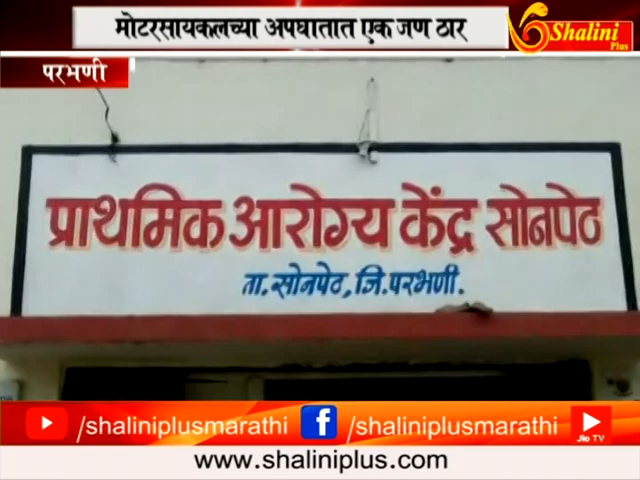 मोटरसायकलच्या अपघातात एक जण ठार
Shalini
Plus
परभणी
प्राथमिक आरोग्य केंद्र सोनपेठ
ता. सोनपेठ, जि. परभणी.
/shaliniplusmarathi
/shaliniplusmarathi
Jio TV
www.shaliniplus.com